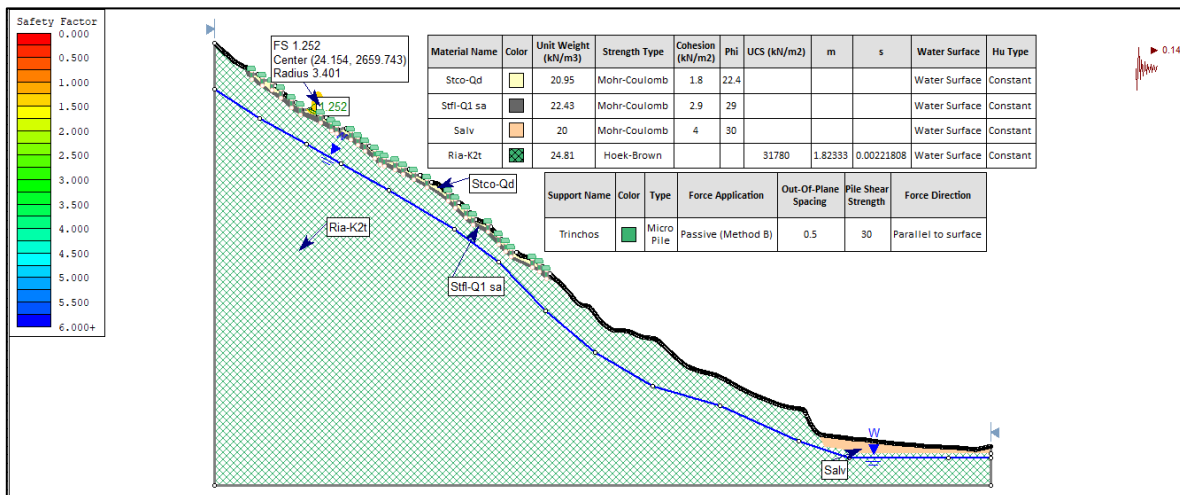 Safety Factor
0.000
0.500
1.000
1.500
2.000
2.500
3.000
3.500
4.000
4.500
5.000
5.500
6.000+
FS 1.252
Center (24.154, 2659.743)
Radius 3.401
1.252
Material Name Color Unit Weight (kN/m3) Strength Type Cohesion (kN/m2) Phi UCS (kN/m2) m s Water Surface Hu Type
Stco-Qd 20.95 Mohr-Coulomb 1.8 22.4 Water Surface Constant
Stfl-Q1 sa 22.43 Mohr-Coulomb 2.9 29 Water Surface Constant
Salv 20 Mohr-Coulomb 4 30 Water Surface Constant
Ria-K2t 24.81 Hoek-Brown 31780 1.82333 0.00221808 Water Surface Constant
0.14
Support Name Color Type Force Application Out-Of-Plane Spacing Pile Shear Strength Force Direction
Trinchos Micro Pile Passive (Method B) 0.5 30 Parallel to surface
Stco-Qd
Ria-K2t
Stfl-Q1 sa
W
Salv